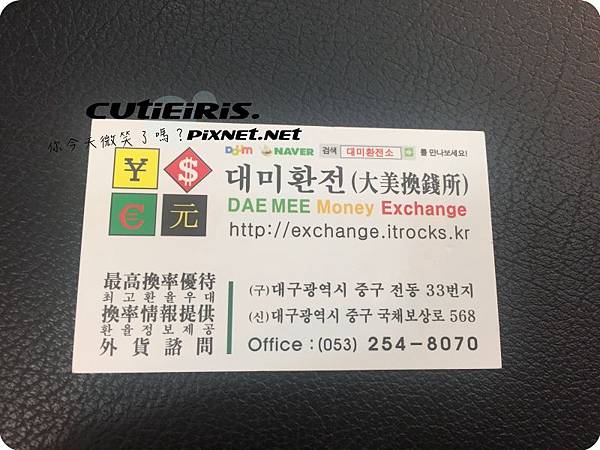 CUTiEiRiS.
你今天微笑了嗎?PiXNET.NET
Daum NAVER 검색 대미환전소 를 만나보세요!
¥ $
€ 元
대미환전(大美換錢所)
DAE MEE Money Exchange
http://exchange.itrocks.kr
最高換率優待
최고환율우대
換率情報提供
환율정보제공
外貨諮問
(구)대구광역시 중구 전동 33번지
(신)대구광역시 중구 국채보상로 568
Office : (053) 254-8070